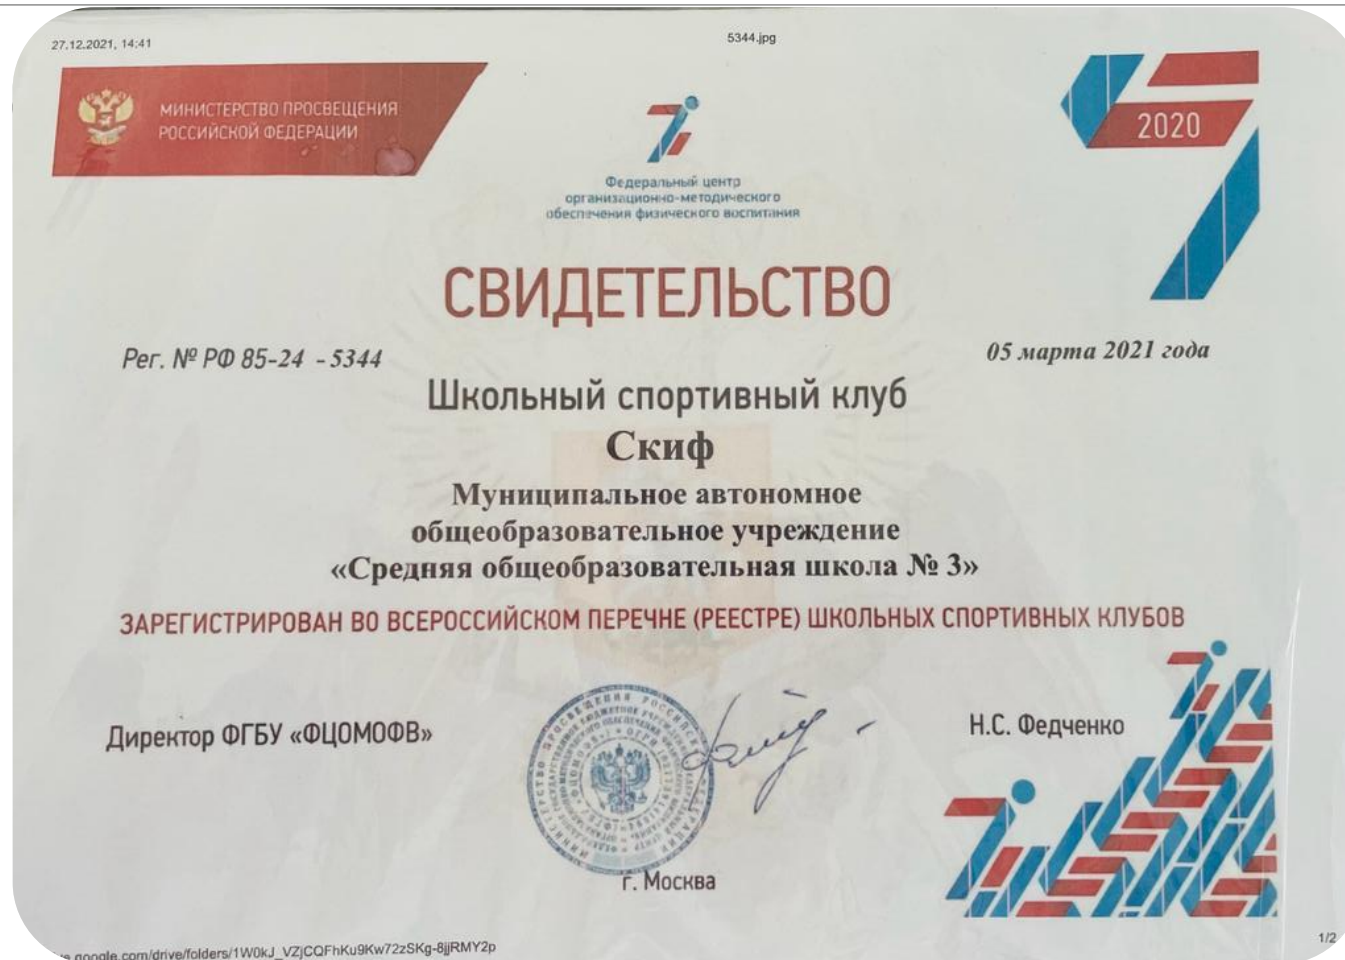 27.12.2021, 14:41
5344.jpg
МИНИСТЕРСТВО ПРОСВЕЩЕНИЯ
РОССИЙСКОЙ ФЕДЕРАЦИИ
2020
Федеральный центр
организационно-методического
обеспечения физического воспитания
СВИДЕТЕЛЬСТВО
Рег. № РФ 85-24 - 5344
05 марта 2021 года
Школьный спортивный клуб
Скиф
Муниципальное автономное
общеобразовательное учреждение
«Средняя общеобразовательная школа № 3»
ЗАРЕГИСТРИРОВАН ВО ВСЕРОССИЙСКОМ ПЕРЕЧНЕ (РЕЕСТРЕ) ШКОЛЬНЫХ СПОРТИВНЫХ КЛУБОВ
Директор ФГБУ «ФЦОМОФВ»
Н.С. Федченко
г. Москва
google.com/drive/folders/1W0kJ_VZjCQFhKu9Kw72zSKg-8jjRMY2p
1/2